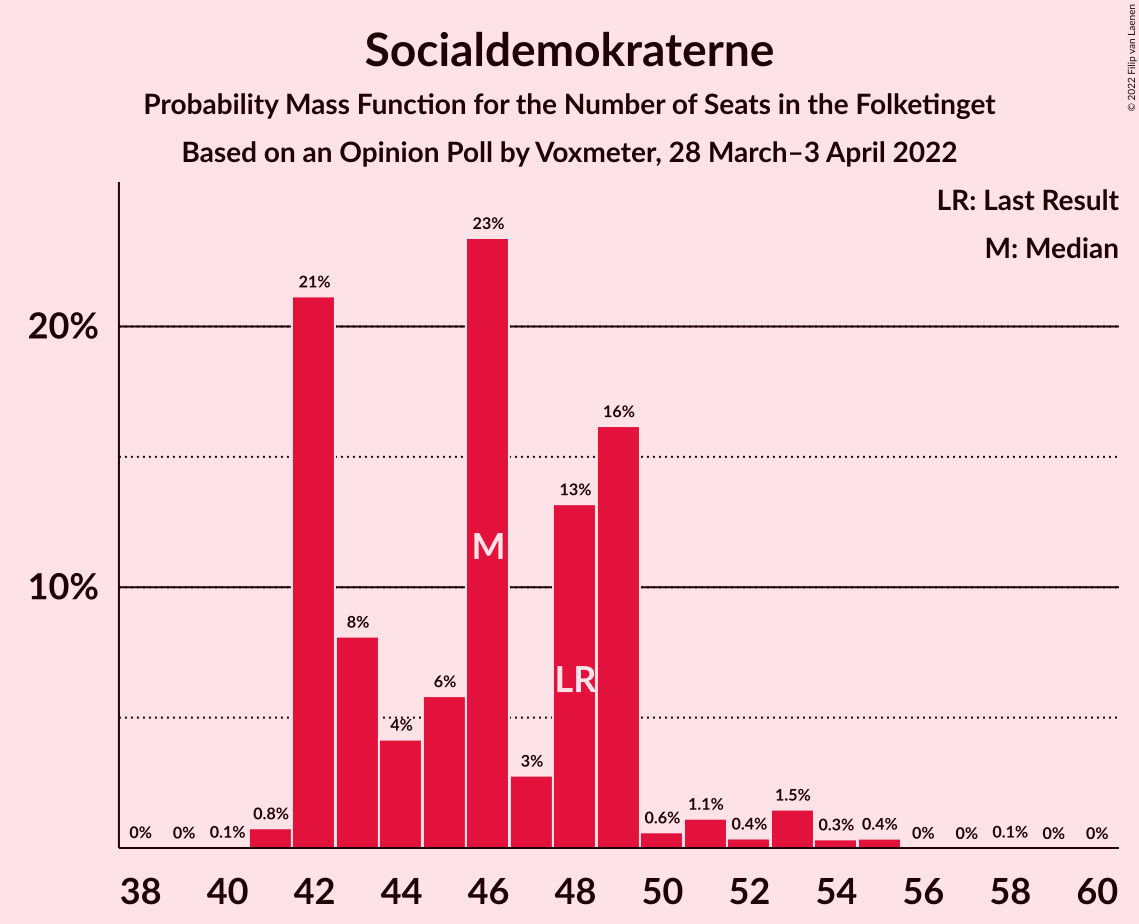 Socialdemokraterne
Probability Mass Function for the Number of Seats in the Folketinget
Based on an Opinion Poll by Voxmeter, 28 March–3 April 2022
© 2022 Filip van Laenen
LR: Last Result
M: Median
20%
10%
0%
0%
0.1%
0.8%
21%
8%
4%
6%
23%
3%
13%
16%
0.6%
1.1%
0.4%
1.5%
0.3%
0.4%
0%
0%
0.1%
0%
0%
M
LR
38 40 42 44 46 48 50 52 54 56 58 60